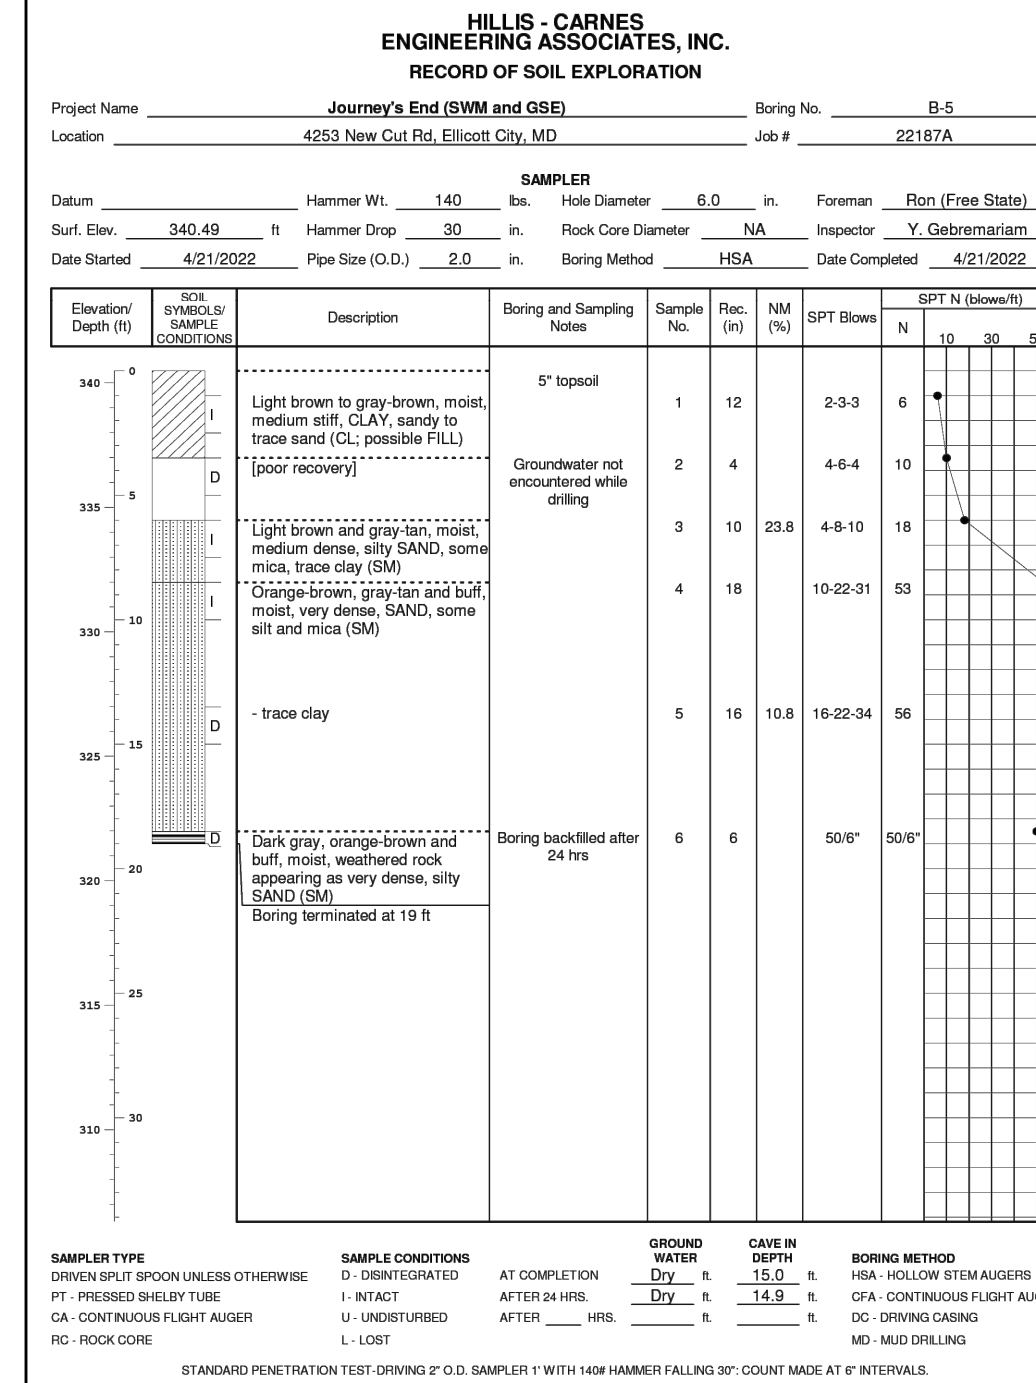 HILLIS - CARNES
ENGINEERING ASSOCIATES, INC.
RECORD OF SOIL EXPLORATION
Project Name Journey's End (SWM and GSE) Boring No. B-5
Location 4253 New Cut Rd, Ellicott City, MD Job # 22187A
SAMPLER
Datum Hammer Wt. 140 lbs. Hole Diameter 6.0 in. Foreman Ron (Free State)
Surf. Elev. 340.49 ft Hammer Drop 30 in. Rock Core Diameter NA Inspector Y. Gebremariam
Date Started 4/21/2022 Pipe Size (O.D.) 2.0 in. Boring Method HSA Date Completed 4/21/2022
Elevation/
Depth (ft)
SOIL
SYMBOLS/
SAMPLE
CONDITIONS
Description
Boring and Sampling
Notes
Sample
No.
Rec.
(in)
NM
(%)
SPT Blows
SPT N (blows/ft)
N
10 30 5
340 0
5" topsoil
Light brown to gray-brown, moist,
medium stiff, CLAY, sandy to
trace sand (CL; possible FILL)
I
1 12 2-3-3 6
[poor recovery]
D
Groundwater not
encountered while
drilling
2 4 4-6-4 10
5
335
Light brown and gray-tan, moist,
medium dense, silty SAND, some
mica, trace clay (SM)
I
3 10 23.8 4-8-10 18
Orange-brown, gray-tan and buff,
moist, very dense, SAND, some
silt and mica (SM)
I
4 18 10-22-31 53
10
330
- trace clay
D
5 16 10.8 16-22-34 56
15
325
D
Dark gray, orange-brown and
buff, moist, weathered rock
appearing as very dense, silty
SAND (SM)
Boring backfilled after
24 hrs
6 6 50/6" 50/6"
20
320
Boring terminated at 19 ft
25
315
30
310
SAMPLER TYPE
DRIVEN SPLIT SPOON UNLESS OTHERWISE
PT - PRESSED SHELBY TUBE
CA - CONTINUOUS FLIGHT AUGER
RC - ROCK CORE
SAMPLE CONDITIONS
D - DISINTEGRATED
I - INTACT
U - UNDISTURBED
L - LOST
GROUND
WATER
CAVE IN
DEPTH
AT COMPLETION Dry ft. 15.0 ft.
AFTER 24 HRS. Dry ft. 14.9 ft.
AFTER HRS. ft. ft.
BORING METHOD
HSA - HOLLOW STEM AUGERS
CFA - CONTINUOUS FLIGHT AU
DC - DRIVING CASING
MD - MUD DRILLING
STANDARD PENETRATION TEST-DRIVING 2" O.D. SAMPLER 1' WITH 140# HAMMER FALLING 30": COUNT MADE AT 6" INTERVALS.